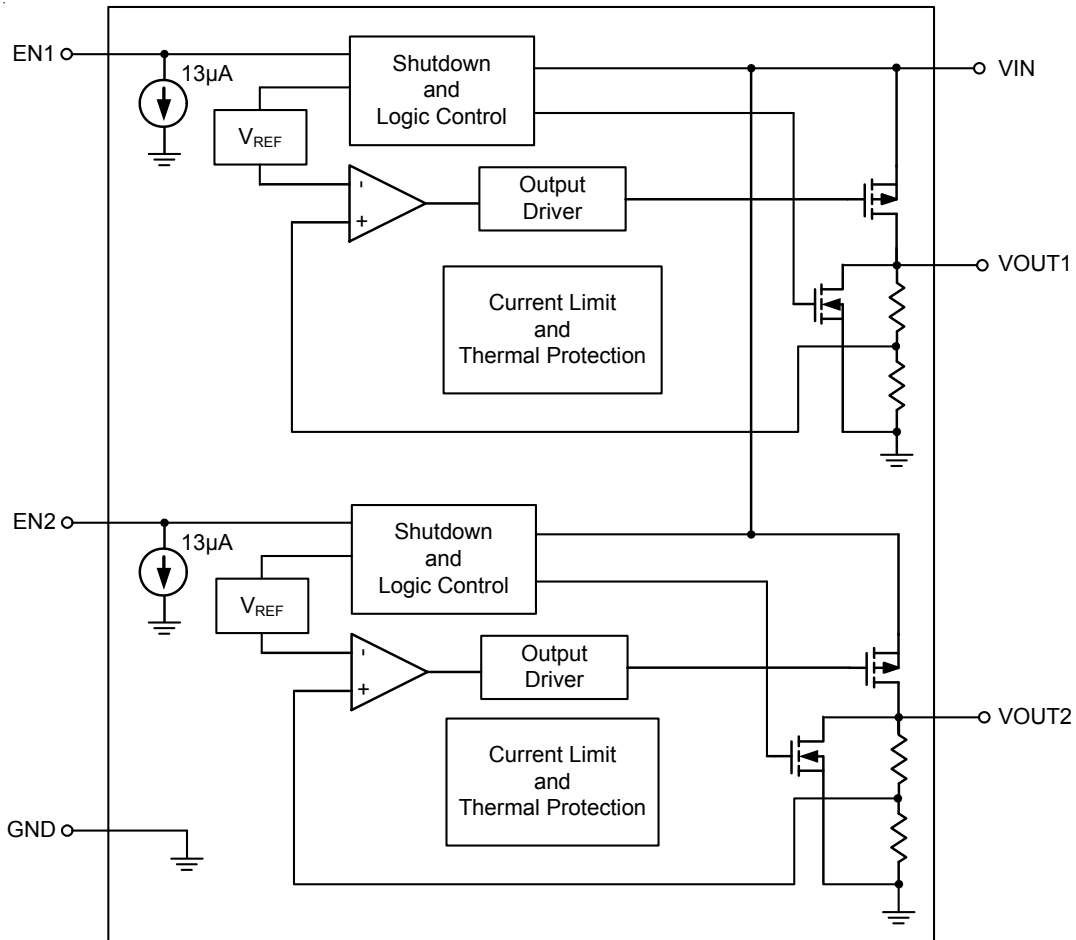 EN1
13µA
Shutdown
and
Logic Control
VIN
VREF
-
+
Output
Driver
VOUT1
Current Limit
and
Thermal Protection
EN2
13µA
Shutdown
and
Logic Control
VREF
-
+
Output
Driver
VOUT2
Current Limit
and
Thermal Protection
GND